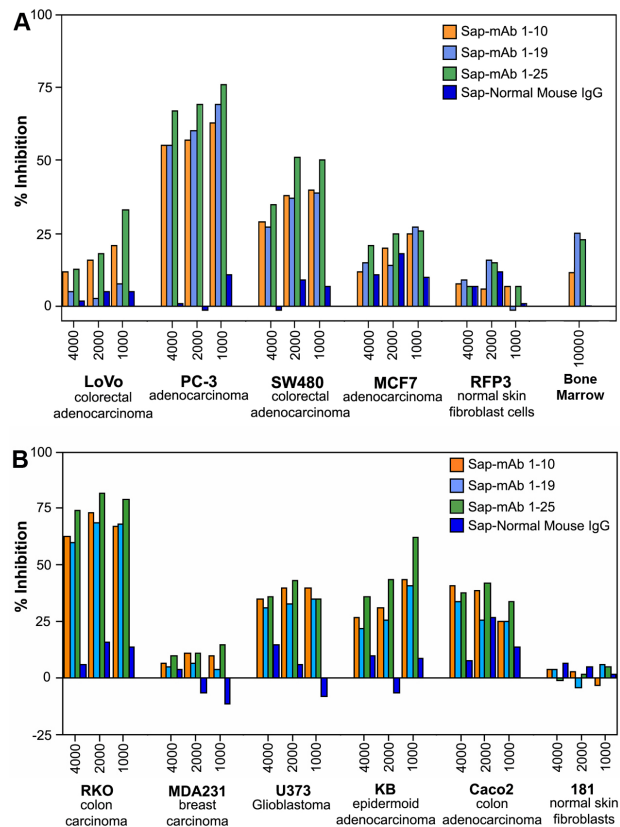 A
100
75
50
25
0
% Inhibition
Sap-mAb 1-10
Sap-mAb 1-19
Sap-mAb 1-25
Sap-Normal Mouse IgG
4000 2000 1000 4000 2000 1000 4000 2000 1000 4000 2000 1000 4000 2000 1000 10000
LoVo PC-3 SW480 MCF7 RFP3 Bone
colorectal adenocarcinoma colorectal adenocarcinoma normal skin Marrow
adenocarcinoma adenocarcinoma fibroblast cells
B
100
75
50
25
0
-25
% Inhibition
Sap-mAb 1-10
Sap-mAb 1-19
Sap-mAb 1-25
Sap-Normal Mouse IgG
4000 2000 1000 4000 2000 1000 4000 2000 1000 4000 2000 1000 4000 2000 1000 4000 2000 1000
RKO MDA231 U373 KB Caco2 181
colon breast Glioblastoma epidermoid colon normal skin
carcinoma carcinoma adenocarcinoma adenocarcinoma fibroblasts